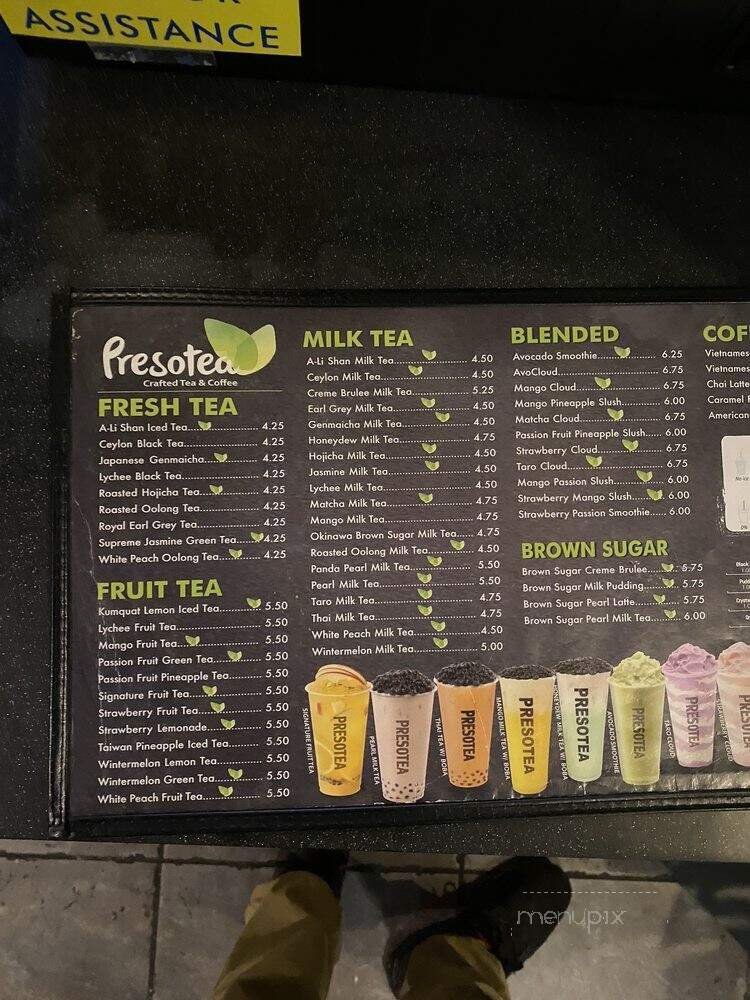 ASSISTANCE
Presotea
Crafted Tea & Coffee
FRESH TEA
A-Li Shan Iced Tea 4.25
Ceylon Black Tea 4.25
Japanese Genmaicha 4.25
Lychee Black Tea 4.25
Roasted Hojicha Tea 4.25
Roasted Oolong Tea 4.25
Royal Earl Grey Tea 4.25
Supreme Jasmine Green Tea 4.25
White Peach Oolong Tea 4.25
FRUIT TEA
Kumquat Lemon Iced Tea 5.50
Lychee Fruit Tea 5.50
Mango Fruit Tea 5.50
Passion Fruit Green Tea 5.50
Passion Fruit Pineapple Tea 5.50
Signature Fruit Tea 5.50
Strawberry Fruit Tea 5.50
Strawberry Lemonade 5.50
Taiwan Pineapple Iced Tea 5.50
Wintermelon Lemon Tea 5.50
Wintermelon Green Tea 5.50
White Peach Fruit Tea 5.50
MILK TEA
A-Li Shan Milk Tea 4.50
Ceylon Milk Tea 4.50
Creme Brulee Milk Tea 5.25
Earl Grey Milk Tea 4.50
Genmaicha Milk Tea 4.50
Honeydew Milk Tea 4.75
Hojicha Milk Tea 4.50
Jasmine Milk Tea 4.50
Lychee Milk Tea 4.50
Matcha Milk Tea 4.75
Mango Milk Tea 4.75
Okinawa Brown Sugar Milk Tea 4.75
Roasted Oolong Milk Tea 4.50
Panda Pearl Milk Tea 5.50
Pearl Milk Tea 5.50
Taro Milk Tea 4.75
Thai Milk Tea 4.75
White Peach Milk Tea 4.50
Wintermelon Milk Tea 5.00
BLENDED
Avocado Smoothie 6.25
AvoCloud 6.75
Mango Cloud 6.75
Mango Pineapple Slush 6.00
Matcha Cloud 6.75
Passion Fruit Pineapple Slush 6.00
Strawberry Cloud 6.75
Taro Cloud 6.75
Mango Passion Slush 6.00
Strawberry Mango Slush 6.00
Strawberry Passion Smoothie 6.00
BROWN SUGAR
Brown Sugar Creme Brulee 5.75
Brown Sugar Milk Pudding 5.75
Brown Sugar Pearl Latte 5.75
Brown Sugar Pearl Milk Tea 6.00
COF
Vietnames
Vietnames
Chai Latte
Caramel
American
No Ice
0%
Black
SIGNATURE FRUIT TEA
PRESOTEA
PEARL MILK TEA
PRESOTEA
THAI TEA W/ BOBA
PRESOTEA
MANGO MILK TEA W/ BOBA
PRESOTEA
HONEYDEW MILK TEA W/ BOBA
PRESOTEA
AVOCADO SMOOTHIE
PRESOTEA
TARO CLOUD
PRESOTEA
STRAWBERRY CLOUD
menupix